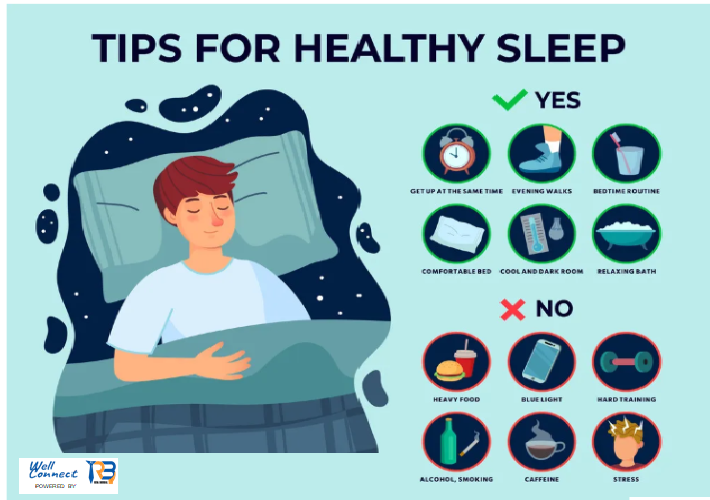 TIPS FOR HEALTHY SLEEP
YES
GET UP AT THE SAME TIME
EVENING WALKS
BEDTIME ROUTINE
COMFORTABLE BED
COOL AND DARK ROOM
RELAXING BATH
NO
HEAVY FOOD
BLUE LIGHT
HARD TRAINING
ALCOHOL, SMOKING
CAFFEINE
STRESS
Well
Connect
POWERED BY